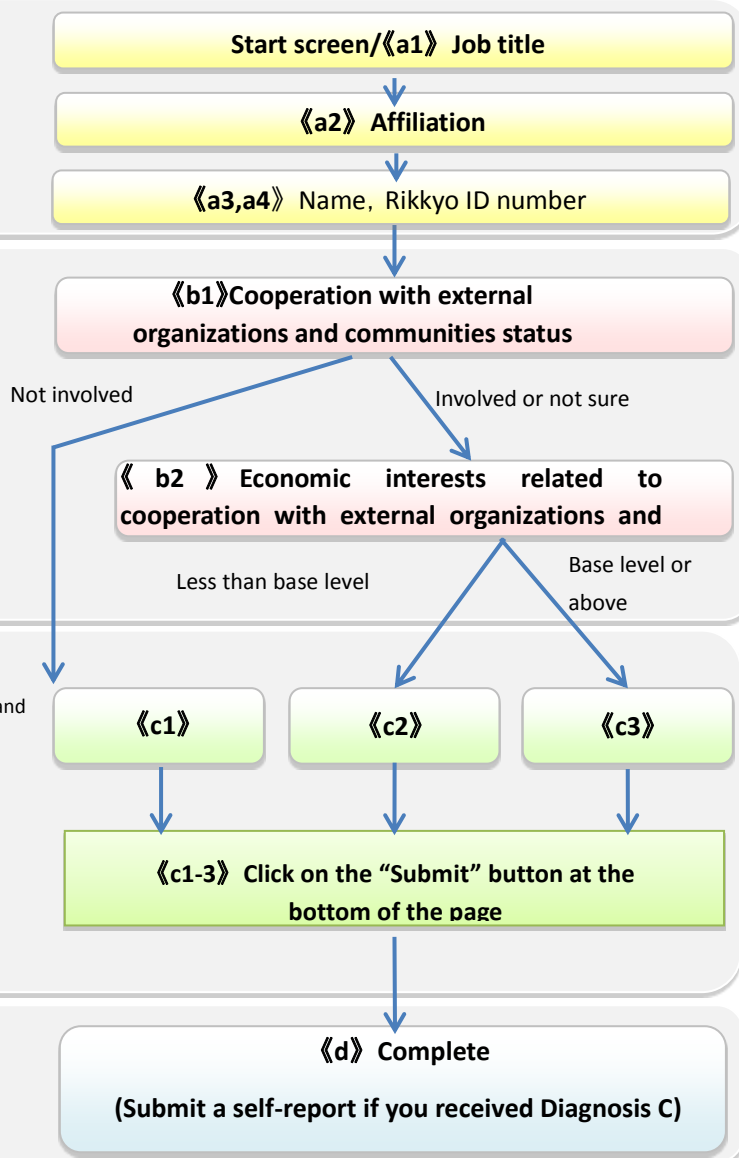 Start screen/《a1》 Job title
《a2》 Affiliation
《a3,a4》 Name, Rikkyo ID number
《b1》Cooperation with external
organizations and communities status
Not involved
Involved or not sure
《 b2 》 Economic interests related to
cooperation with external organizations and
Less than base level
Base level or
above
and
《c1》
《c2》
《c3》
《c1-3》 Click on the “Submit” button at the
bottom of the page
《d》 Complete
(Submit a self-report if you received Diagnosis C)